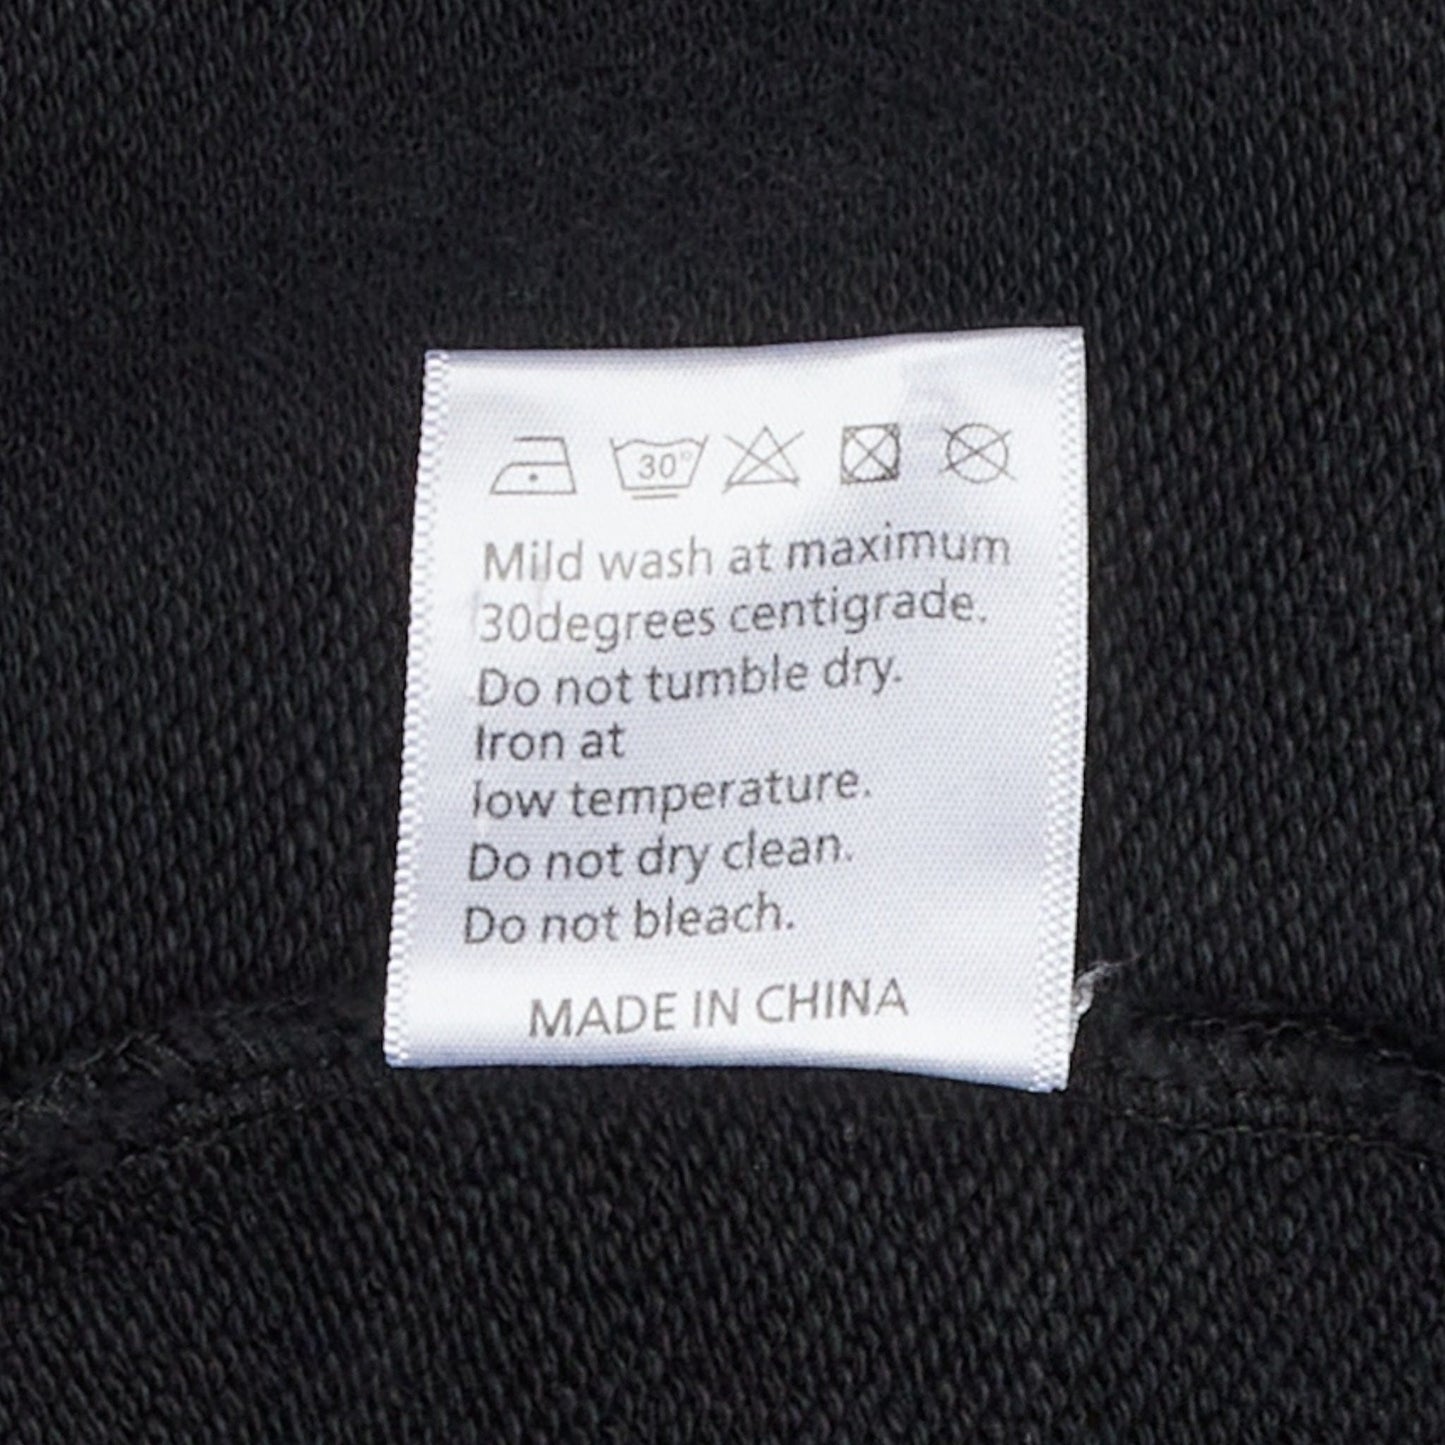 30°
Mild wash at maximum
30degrees centigrade.
Do not tumble dry.
Iron at
low temperature.
Do not dry clean.
Do not bleach.
MADE IN CHINA